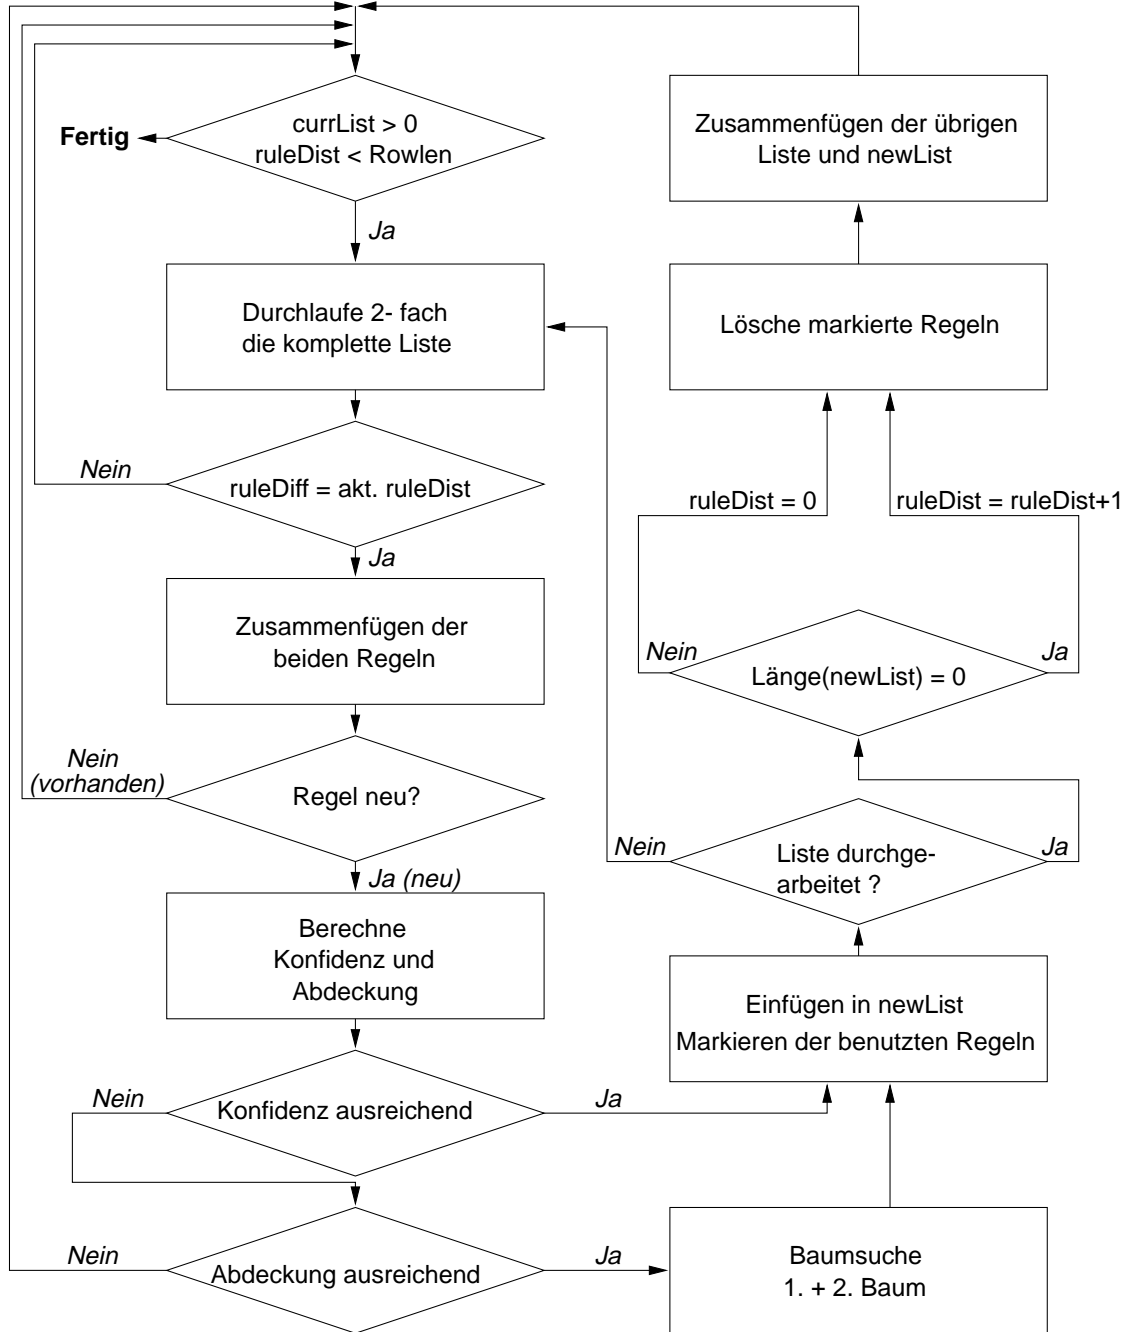 currList > 0
ruleDist < Rowlen
Fertig
Ja
Durchlaufe 2- fach
die komplette Liste
Nein
ruleDiff = akt. ruleDist
Ja
Zusammenfügen der
beiden Regeln
Nein
(vorhanden)
Regel neu?
Ja (neu)
Berechne
Konfidenz und
Abdeckung
Nein
Konfidenz ausreichend
Ja
Nein
Abdeckung ausreichend
Ja
Baumsuche
1. + 2. Baum
Einfügen in newList
Markieren der benutzten Regeln
Nein
Liste durchge-
arbeitet ?
Ja
Nein
Länge(newList) = 0
Ja
ruleDist = 0
ruleDist = ruleDist+1
Lösche markierte Regeln
Zusammenfügen der übrigen
Liste und newList